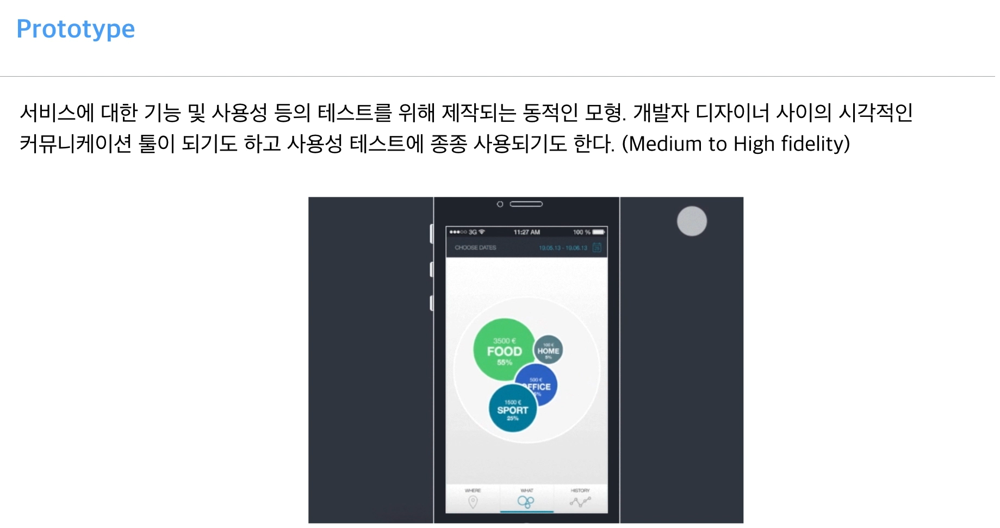 Prototype
서비스에 대한 기능 및 사용성 등의 테스트를 위해 제작되는 동적인 모형. 개발자 디자이너 사이의 시각적인
커뮤니케이션 툴이 되기도 하고 사용성 테스트에 종종 사용되기도 한다. (Medium to High fidelity)
3G 11:27 AM 100 %
CHOOSE DATES 19.05.13 - 19.06.13
3500 €
FOOD
55%
100 €
HOME
5%
500 €
OFFICE
1500 €
SPORT
25%
WHERE WHAT HISTORY